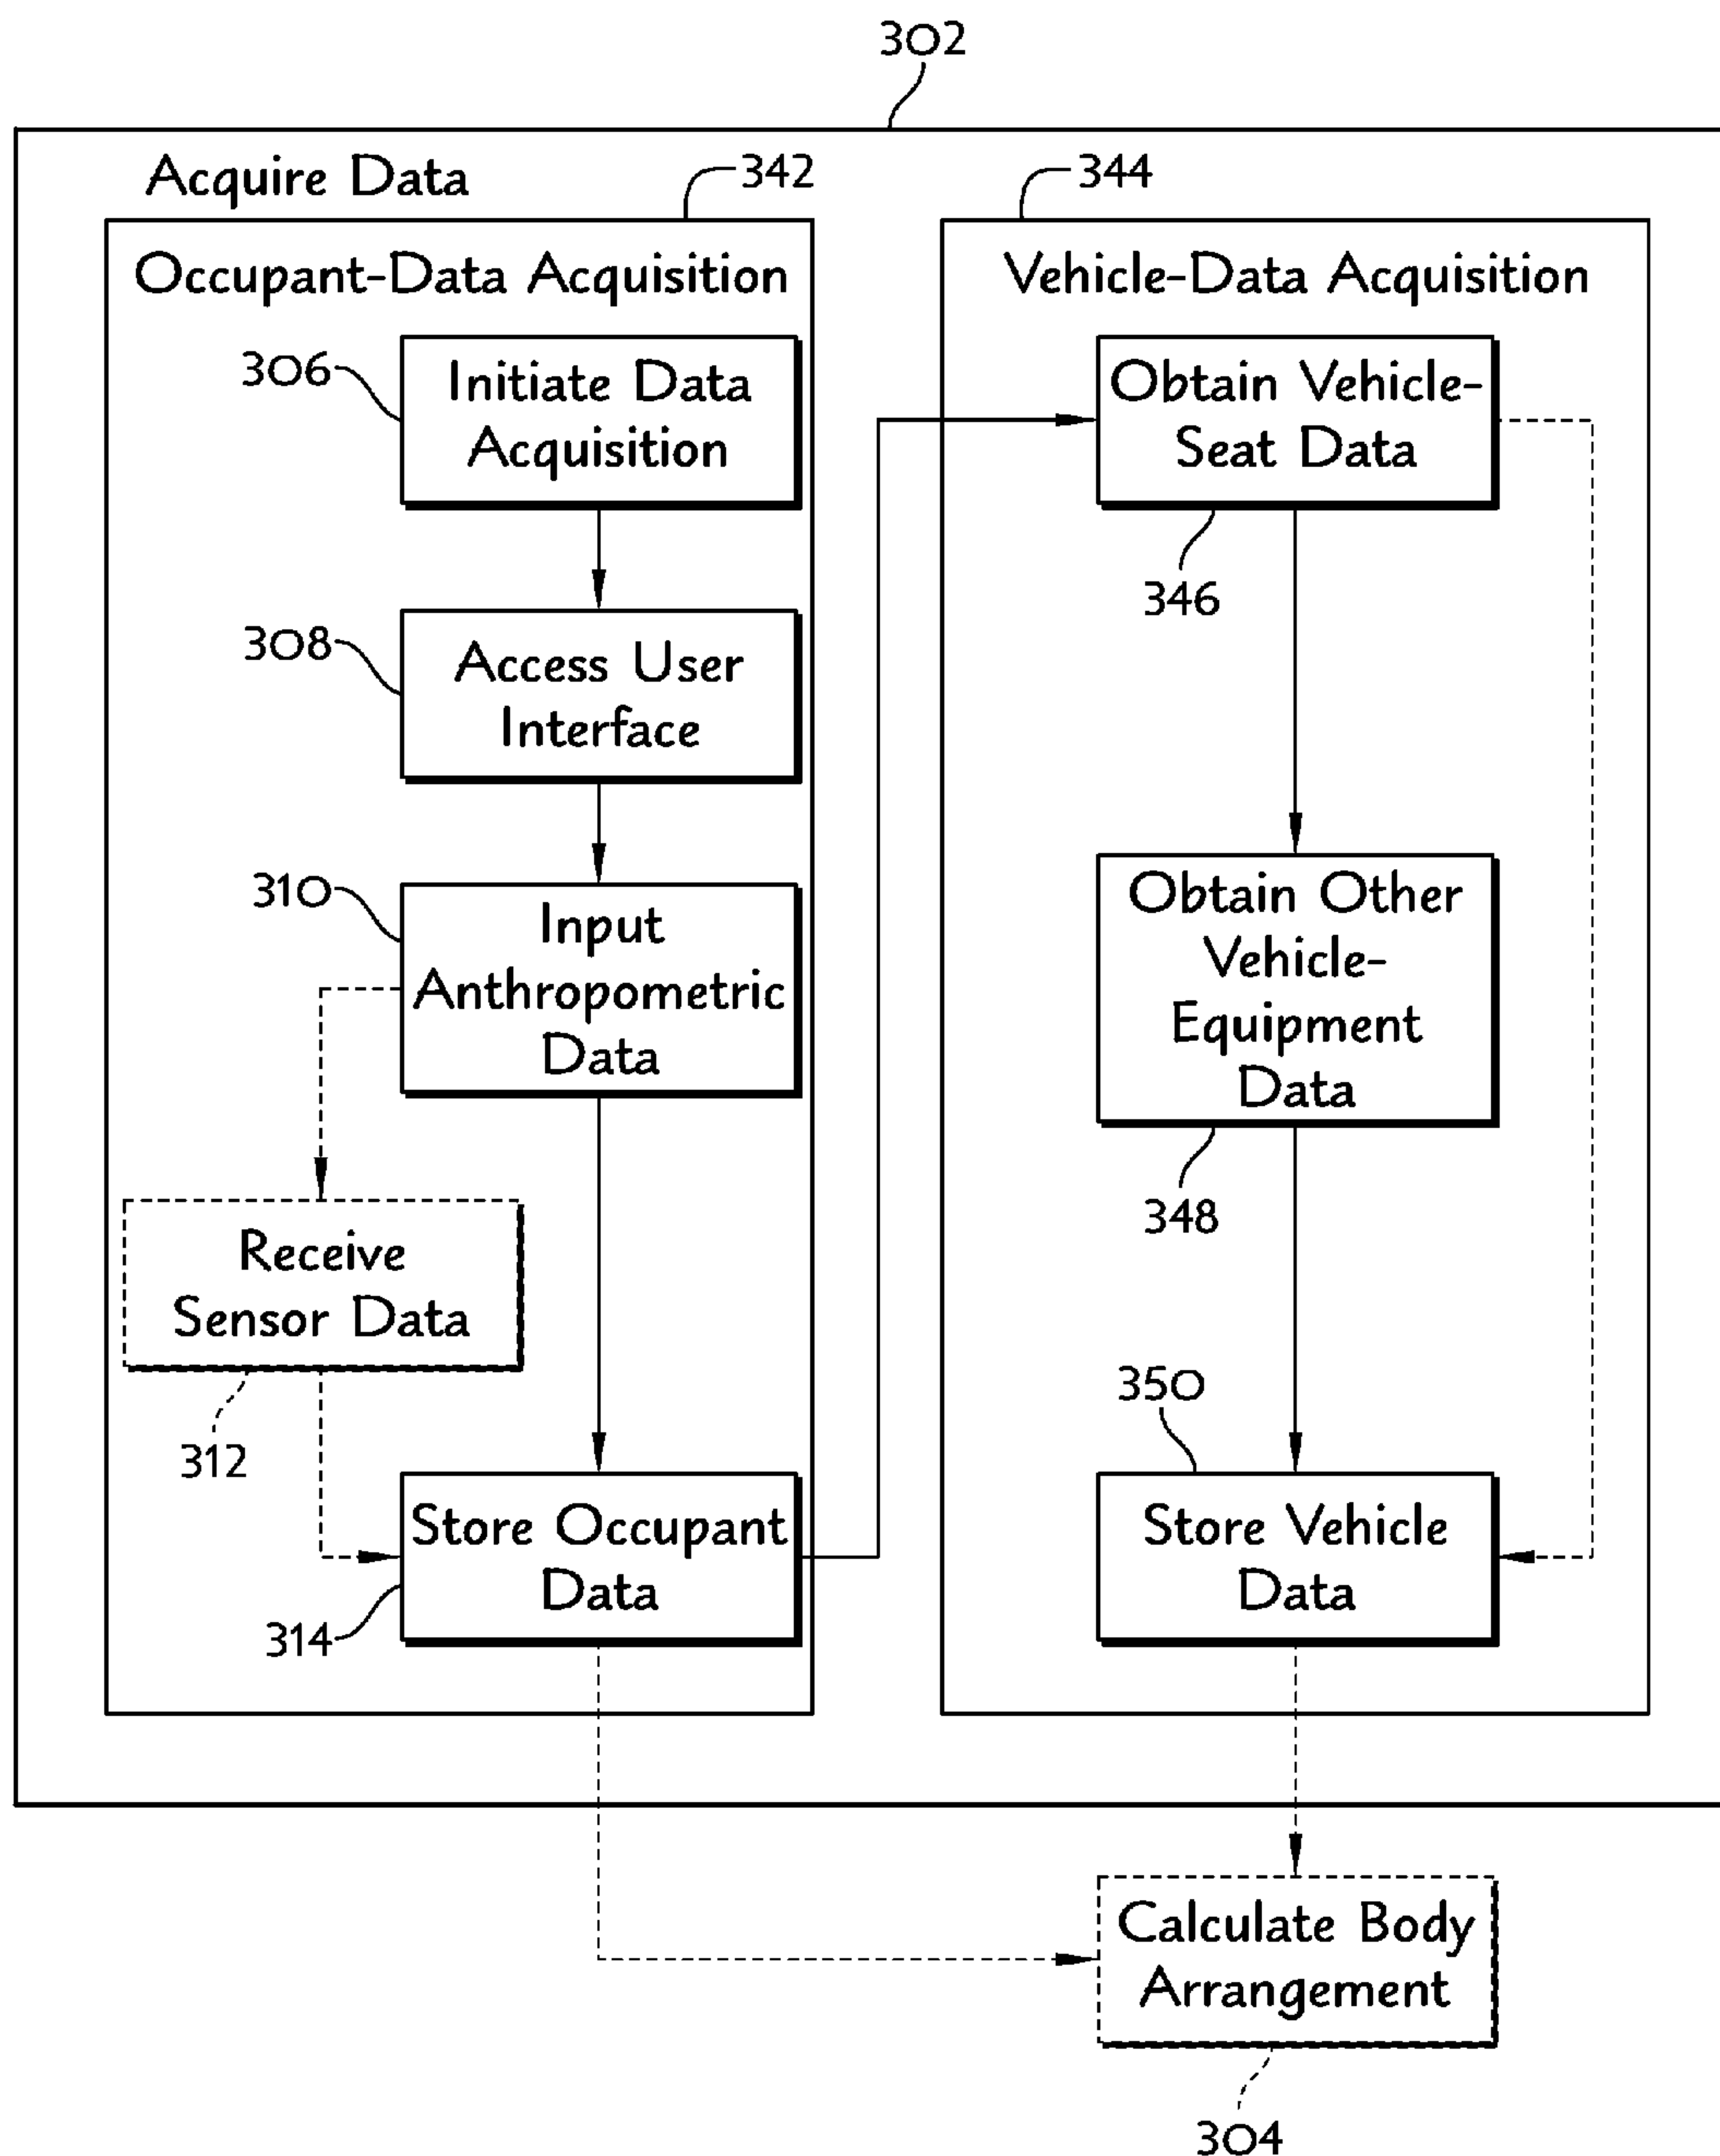 302
Acquire Data
342
344
Occupant-Data Acquisition
Vehicle-Data Acquisition
306
Initiate Data
Acquisition
308
Access User
Interface
310
Input
Anthropometric
Data
Receive
Sensor Data
312
Store Occupant
Data
314
Obtain Vehicle-
Seat Data
346
Obtain Other
Vehicle-
Equipment
Data
348
350
Store Vehicle
Data
Calculate Body
Arrangement
304